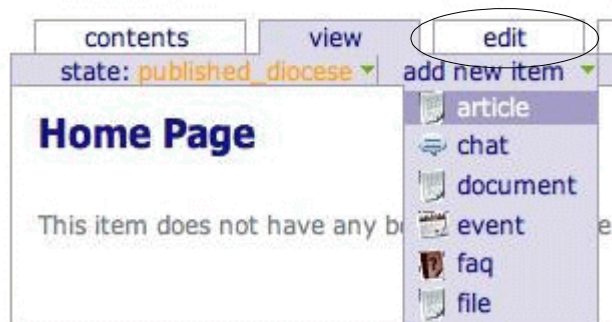 contents view edit
state: published_diocese add new item
article
Home Page
chat
document
This item does not have any
event
faq
file